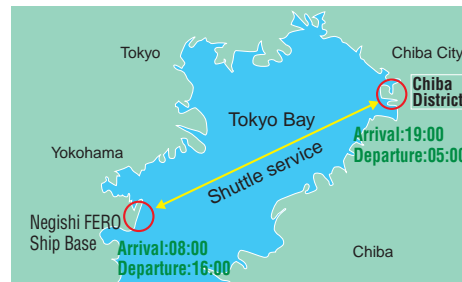 Tokyo
Chiba City
Chiba
District
Tokyo Bay
Arrival:19:00
Departure:05:00
Yokohama
Shuttle service
Negishi FERO
Ship Base
Arrival:08:00
Departure:16:00
Chiba